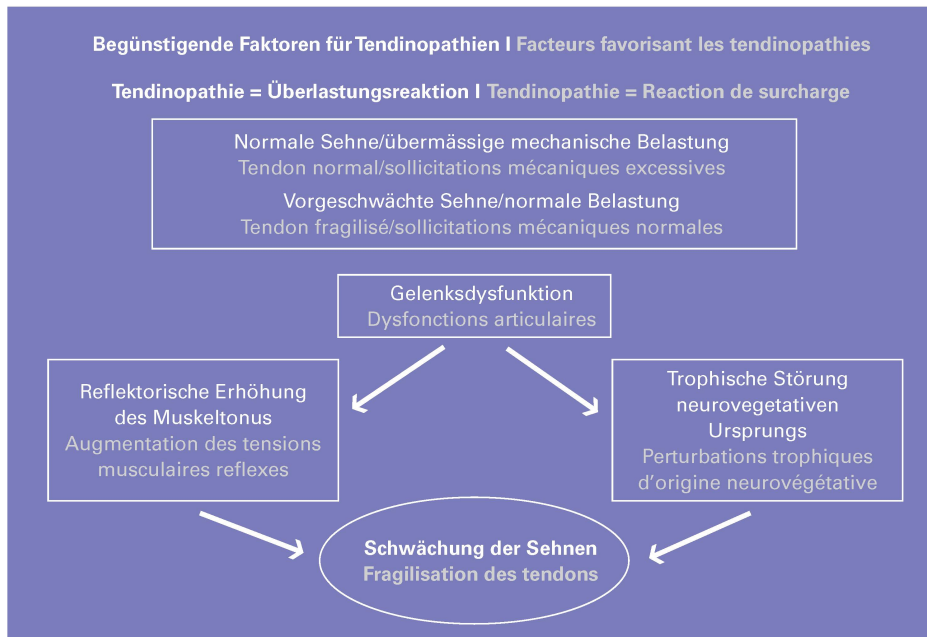 Begünstigende Faktoren für Tendinopathien I Facteurs favorisant les tendinopathies
Tendinopathie = Überlastungsreaktion I Tendinopathie = Reaction de surcharge
Normale Sehne/übermässige mechanische Belastung
Tendon normal/sollicitations mécaniques excessives
Vorgeschwächte Sehne/normale Belastung
Tendon fragilisé/sollicitations mécaniques normales
Gelenksdysfunktion
Dysfonctions articulaires
Reflektorische Erhöhung
des Muskeltonus
Augmentation des tensions
musculaires reflexes
Trophische Störung
neurovegetativen
Ursprungs
Perturbations trophiques
d'origine neurovégétative
Schwächung der Sehnen
Fragilisation des tendons